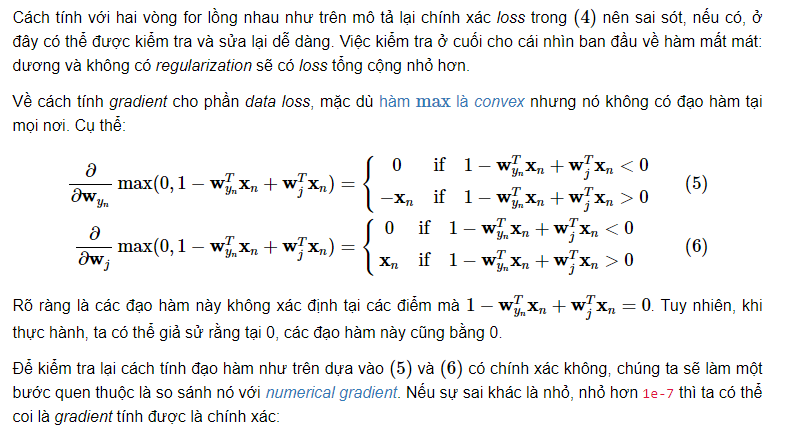 Cách tính với hai vòng for lồng nhau như trên mô tả lại chính xác loss trong (4) nên sai sót, nếu có, ở
đây có thể được kiểm tra và sửa lại dễ dàng. Việc kiểm tra ở cuối cho cái nhìn ban đầu về hàm mất mát:
dương và không có regularization sẽ có loss tổng cộng nhỏ hơn.
Về cách tính gradient cho phần data loss, mặc dù hàm max là convex nhưng nó không có đạo hàm tại
mọi nơi. Cụ thể:
$\frac{\partial}{\partial \mathbf{w}_{y_n}} \max(0, 1 - \mathbf{w}_{y_n}^T\mathbf{x}_n + \mathbf{w}_j^T\mathbf{x}_n) = \begin{cases} 0 & \text{if } 1 - \mathbf{w}_{y_n}^T\mathbf{x}_n + \mathbf{w}_j^T\mathbf{x}_n < 0 \\ -\mathbf{x}_n & \text{if } 1 - \mathbf{w}_{y_n}^T\mathbf{x}_n + \mathbf{w}_j^T\mathbf{x}_n > 0 \end{cases}$ (5)
$\frac{\partial}{\partial \mathbf{w}_j} \max(0, 1 - \mathbf{w}_{y_n}^T\mathbf{x}_n + \mathbf{w}_j^T\mathbf{x}_n) = \begin{cases} 0 & \text{if } 1 - \mathbf{w}_{y_n}^T\mathbf{x}_n + \mathbf{w}_j^T\mathbf{x}_n < 0 \\ \mathbf{x}_n & \text{if } 1 - \mathbf{w}_{y_n}^T\mathbf{x}_n + \mathbf{w}_j^T\mathbf{x}_n > 0 \end{cases}$ (6)
Rõ ràng là các đạo hàm này không xác định tại các điểm mà $1 - \mathbf{w}_{y_n}^T\mathbf{x}_n + \mathbf{w}_j^T\mathbf{x}_n = 0$. Tuy nhiên, khi
thực hành, ta có thể giả sử rằng tại 0, các đạo hàm này cũng bằng 0.
Để kiểm tra lại cách tính đạo hàm như trên dựa vào (5) và (6) có chính xác không, chúng ta sẽ làm một
bước quen thuộc là so sánh nó với numerical gradient. Nếu sự sai khác là nhỏ, nhỏ hơn 1e-7 thì ta có thể
coi là gradient tính được là chính xác: